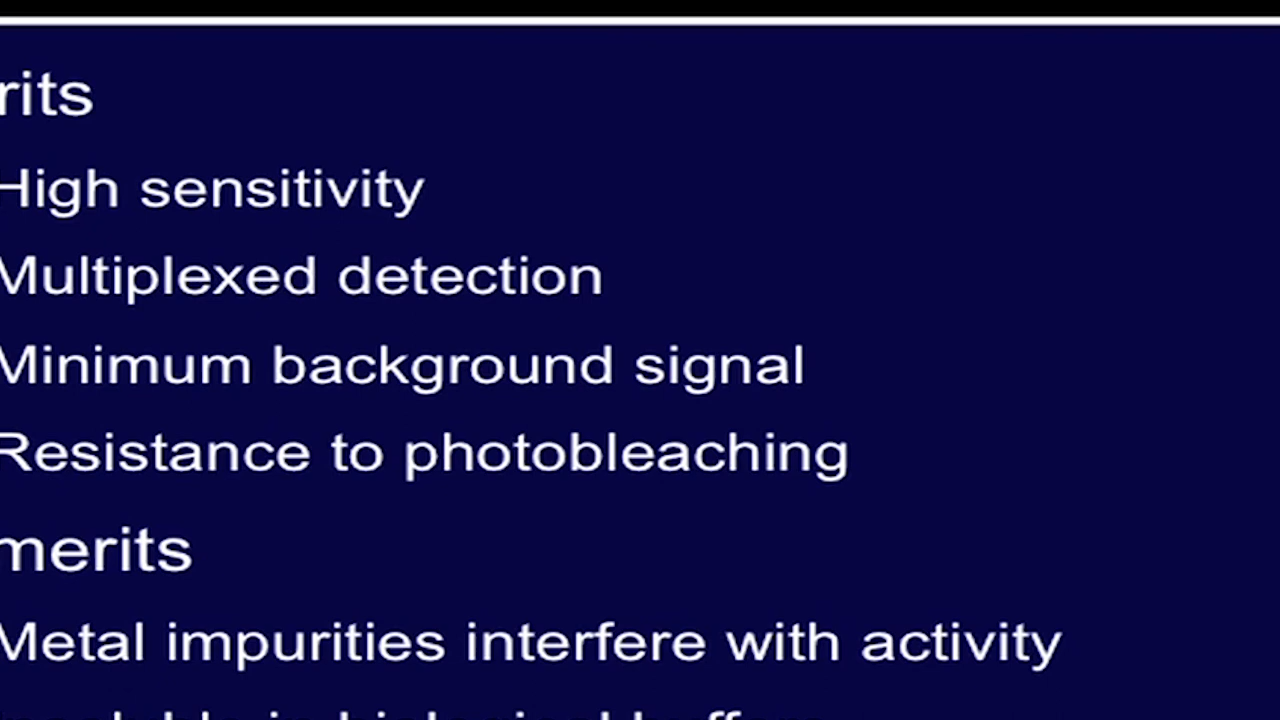 rits
High sensitivity
Multiplexed detection
Minimum background signal
Resistance to photobleaching
merits
Metal impurities interfere with activity